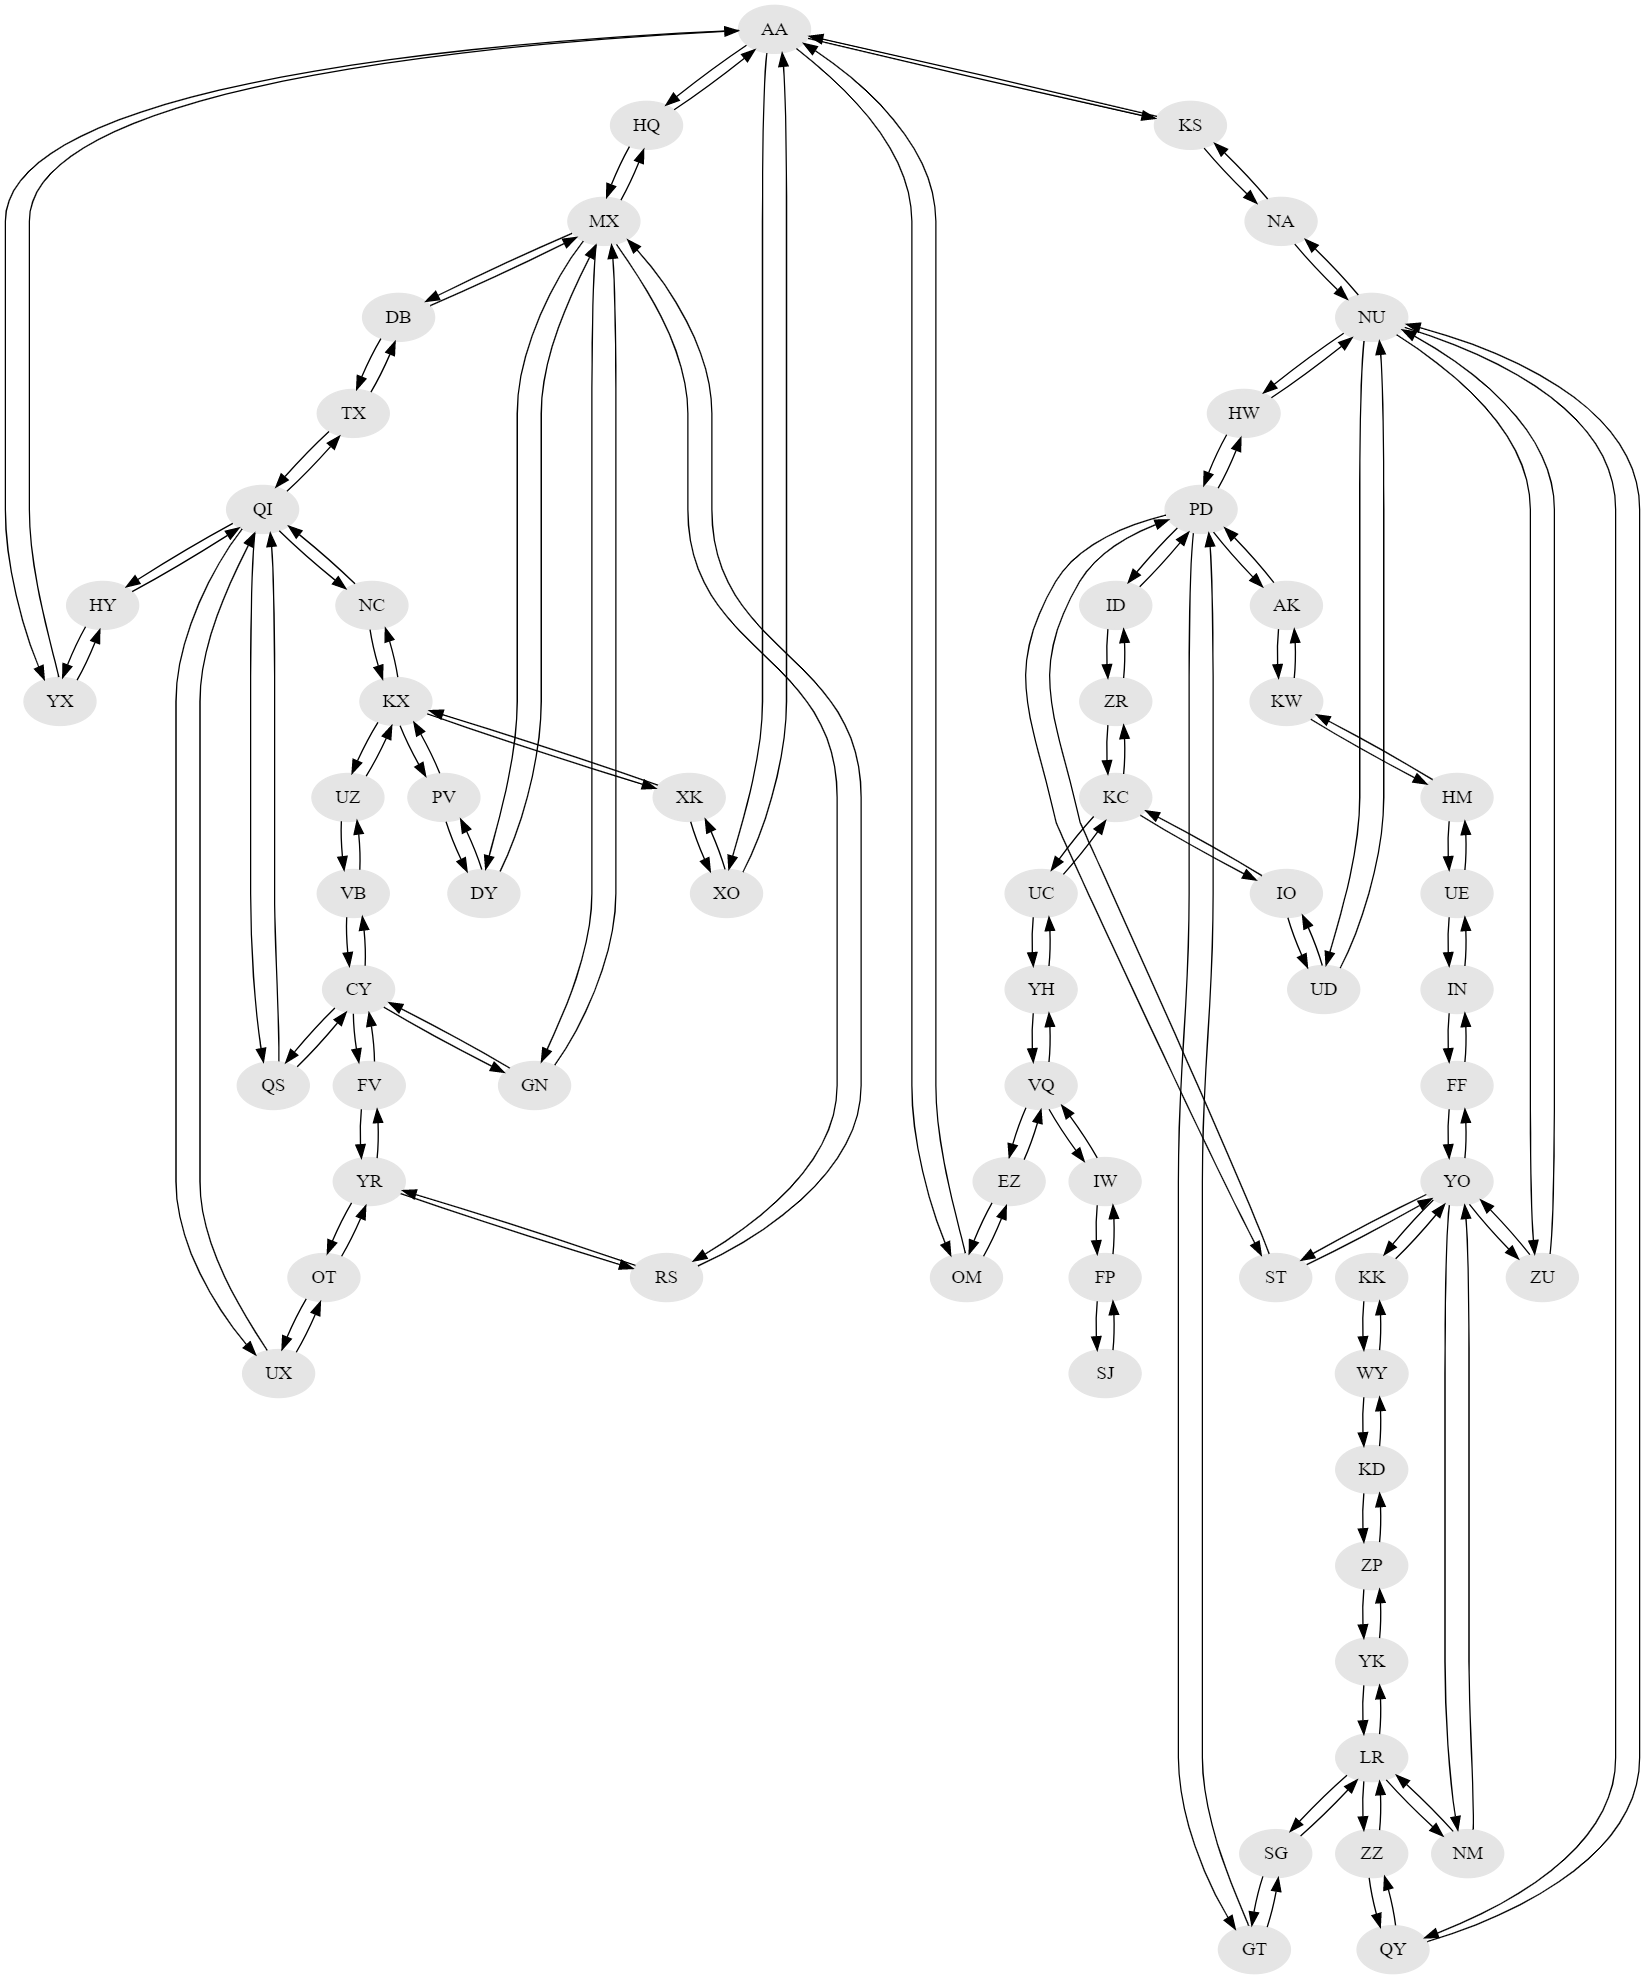 AA
HQ
KS
MX
NA
DB
NU
TX
HW
QI
PD
HY
NC
ID
AK
YX
KX
ZR
KW
UZ
PV
XK
KC
HM
VB
DY
XO
UC
IO
UE
CY
YH
UD
IN
QS
FV
GN
VQ
FF
YR
EZ
IW
YO
OT
RS
OM
FP
ST
KK
ZU
UX
SJ
WY
KD
ZP
YK
LR
SG
ZZ
NM
GT
QY